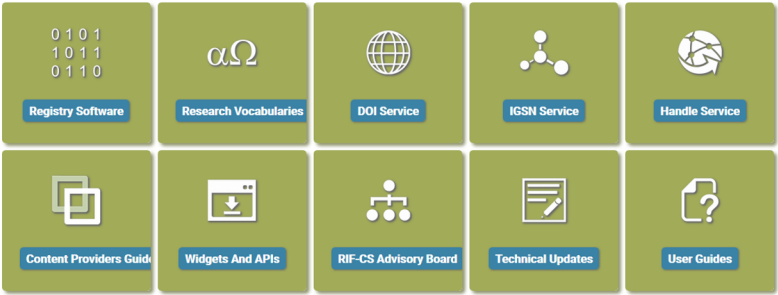 0101
1011
0110
αΩ
Registry Software
Research Vocabularies
DOI Service
IGSN Service
Handle Service
?
Content Providers Guide
Widgets And APIs
RIF-CS Advisory Board
Technical Updates
User Guides